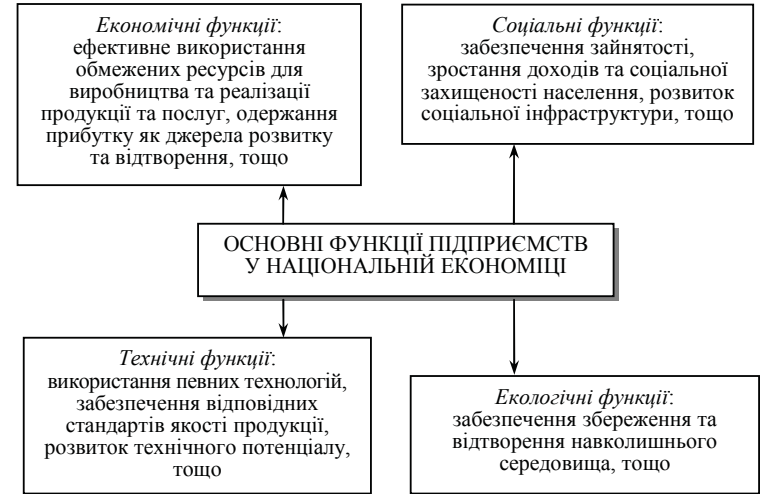 Економічні функції:
ефективне використання
обмежених ресурсів для
виробництва та реалізації
продукції та послуг, одержання
прибутку як джерела розвитку
та відтворення, тощо
Соціальні функції:
забезпечення зайнятості,
зростання доходів та соціальної
захищеності населення, розвиток
соціальної інфраструктури, тощо
ОСНОВНІ ФУНКЦІЇ ПІДПРИЄМСТВ
У НАЦІОНАЛЬНІЙ ЕКОНОМІЦІ
Технічні функції:
використання певних технологій,
забезпечення відповідних
стандартів якості продукції,
розвиток технічного потенціалу,
тощо
Екологічні функції:
забезпечення збереження та
відтворення навколишнього
середовища, тощо